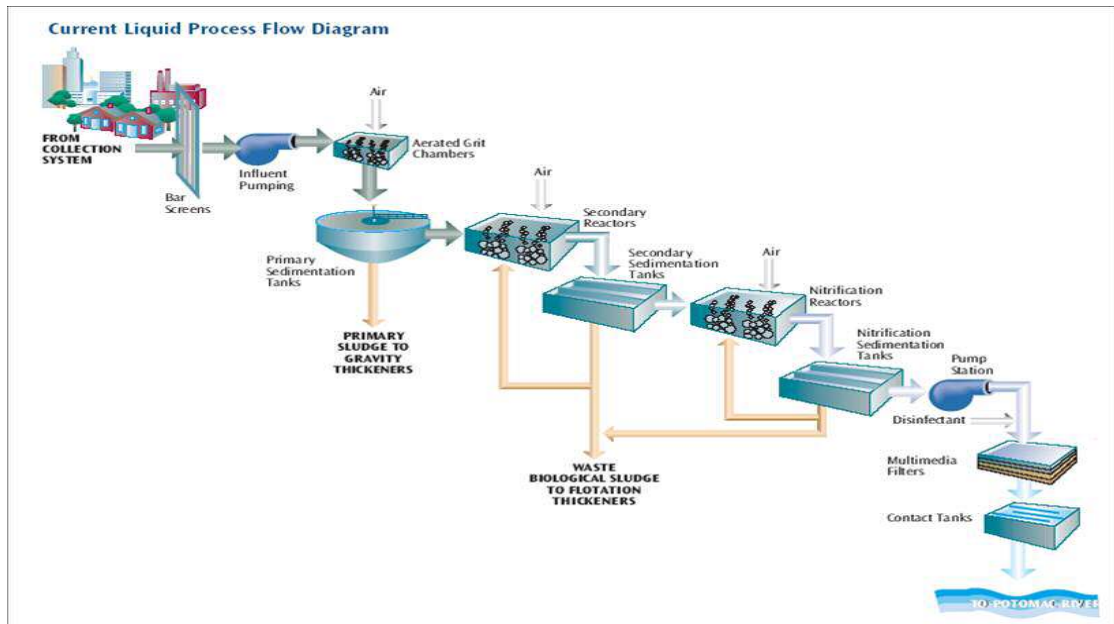 Current Liquid Process Flow Diagram
FROM
COLLECTION
SYSTEM
Bar
Screens
Influent
Pumping
Air
Aerated Grit
Chambers
Primary
Sedimentation
Tanks
PRIMARY
SLUDGE TO
GRAVITY
THICKENERS
Air
Secondary
Reactors
Secondary
Sedimentation
Tanks
Air
Nitrification
Reactors
Nitrification
Sedimentation
Tanks
WASTE
BIOLOGICAL SLUDGE
TO FLOTATION
THICKENERS
Pump
Station
Disinfectant
Multimedia
Filters
Contact Tanks
TO POTOMAC RIVER